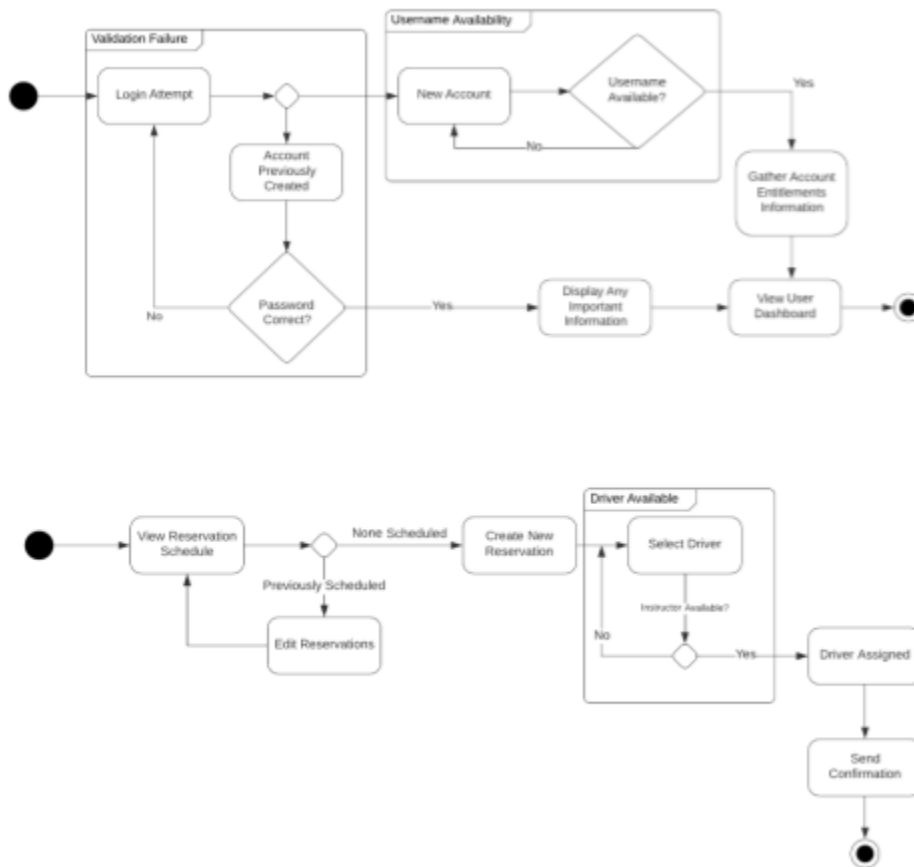 Validation Failure
Login Attempt
Account
Previously
Created
Password
Correct?
No
Yes
Username Availability
New Account
Username
Available?
No
Yes
Gather Account
Entitlements
Information
Display Any
Important
Information
View User
Dashboard
View Reservation
Schedule
None Scheduled
Previously Scheduled
Edit Reservations
Create New
Reservation
Driver Available
Select Driver
Instructor Available?
No
Yes
Driver Assigned
Send
Confirmation